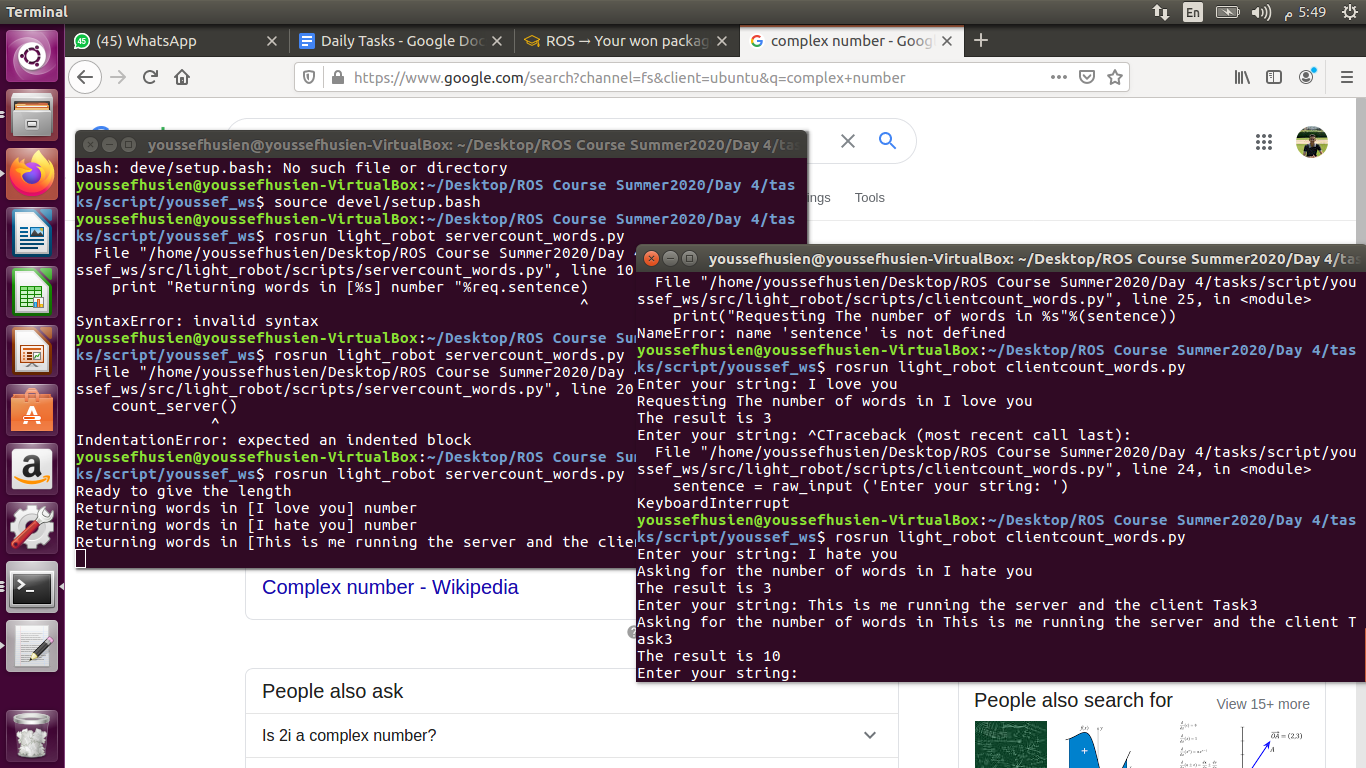 Terminal
En
5:49 م
(45) WhatsApp
Daily Tasks - Google Doc
ROS → Your won packag
complex number - Goog
https://www.google.com/search?channel=fs&client=ubuntu&q=complex+number
ings
Tools
youssefhusien@youssefhusien-VirtualBox: ~/Desktop/ROS Course Summer2020/Day 4/tas
bash: deve/setup.bash: No such file or directory
youssefhusien@youssefhusien-VirtualBox:~/Desktop/ROS Course Summer2020/Day 4/tas
ks/script/youssef_ws$ source devel/setup.bash
youssefhusien@youssefhusien-VirtualBox:~/Desktop/ROS Course Summer2020/Day 4/tas
ks/script/youssef_ws$ rosrun light_robot servercount_words.py
File "/home/youssefhusien/Desktop/ROS Course Summer2020/Day
ssef_ws/src/light_robot/scripts/servercount_words.py", line 10
print "Returning words in [%s] number "%req.sentence)
^
SyntaxError: invalid syntax
youssefhusien@youssefhusien-VirtualBox:~/Desktop/ROS Course Su
ks/script/youssef_ws$ rosrun light_robot servercount_words.py
File "/home/youssefhusien/Desktop/ROS Course Summer2020/Day
ssef_ws/src/light_robot/scripts/servercount_words.py", line 20
count_server()
^
IndentationError: expected an indented block
youssefhusien@youssefhusien-VirtualBox:~/Desktop/ROS Course Su
ks/script/youssef_ws$ rosrun light_robot servercount_words.py
Ready to give the length
Returning words in [I love you] number
Returning words in [I hate you] number
Returning words in [This is me running the server and the clie
youssefhusien@youssefhusien-VirtualBox: ~/Desktop/ROS Course Summer2020/Day 4/tas
File "/home/youssefhusien/Desktop/ROS Course Summer2020/Day 4/tasks/script/you
ssef_ws/src/light_robot/scripts/clientcount_words.py", line 25, in <module>
print("Requesting The number of words in %s"%(sentence))
NameError: name 'sentence' is not defined
youssefhusien@youssefhusien-VirtualBox:~/Desktop/ROS Course Summer2020/Day 4/tas
ks/script/youssef_ws$ rosrun light_robot clientcount_words.py
Enter your string: I love you
Requesting The number of words in I love you
The result is 3
Enter your string: ^CTraceback (most recent call last):
File "/home/youssefhusien/Desktop/ROS Course Summer2020/Day 4/tasks/script/you
ssef_ws/src/light_robot/scripts/clientcount_words.py", line 24, in <module>
sentence = raw_input ('Enter your string: ')
KeyboardInterrupt
youssefhusien@youssefhusien-VirtualBox:~/Desktop/ROS Course Summer2020/Day 4/tas
ks/script/youssef_ws$ rosrun light_robot clientcount_words.py
Enter your string: I hate you
Asking for the number of words in I hate you
The result is 3
Enter your string: This is me running the server and the client Task3
Asking for the number of words in This is me running the server and the client T
ask3
The result is 10
Enter your string:
Complex number - Wikipedia
People also ask
Is 2i a complex number?
People also search for
View 15+ more